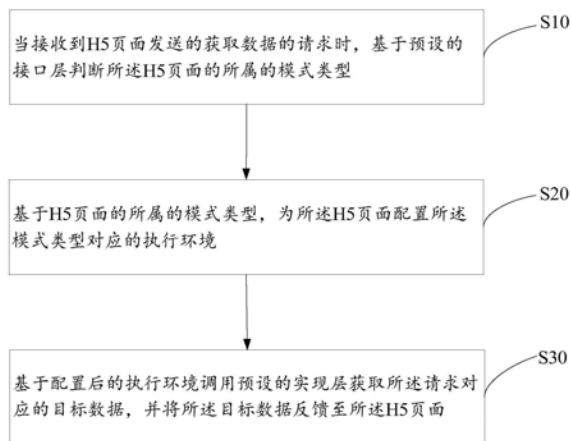 S10
当接收到H5页面发送的获取数据的请求时，基于预设的
接口层判断所述H5页面的所属的模式类型
S20
基于H5页面的所属的模式类型，为所述H5页面配置所述
模式类型对应的执行环境
S30
基于配置后的执行环境调用预设的实现层获取所述请求对
应的目标数据，并将所述目标数据反馈至所述H5页面